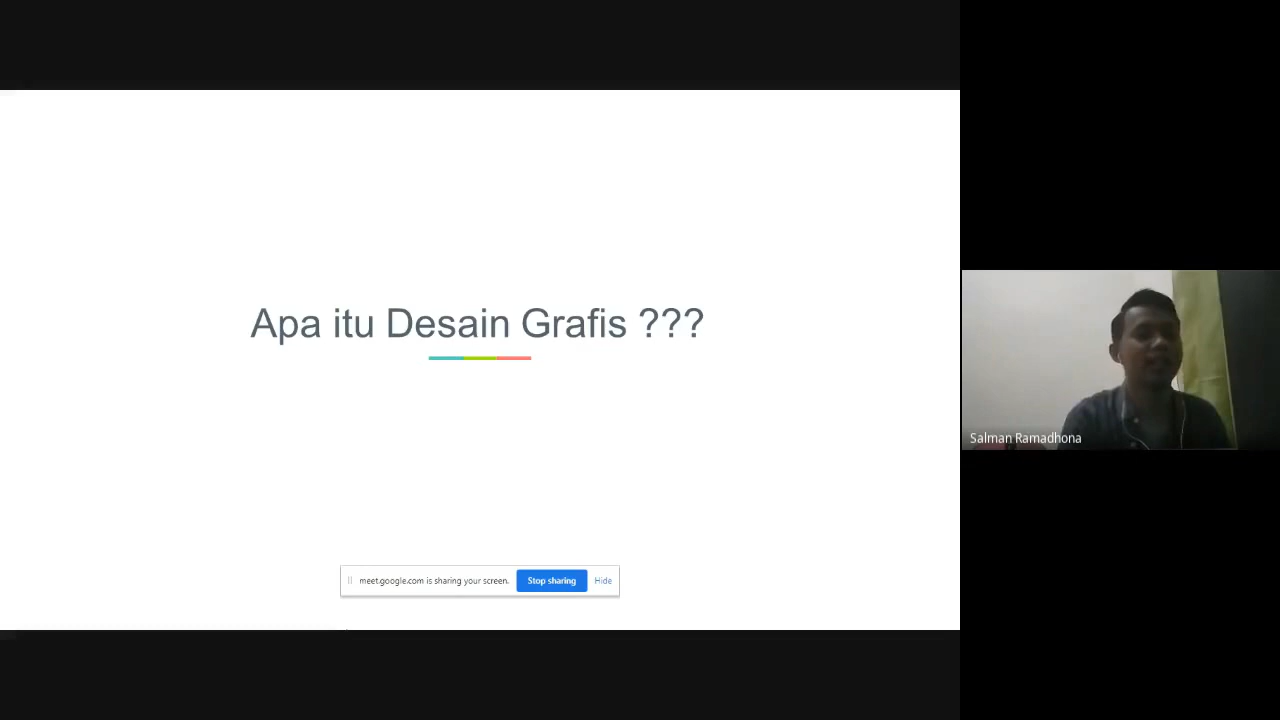 Apa itu Desain Grafis ???
meet.google.com is sharing your screen. Stop sharing Hide
Salman Ramadhona